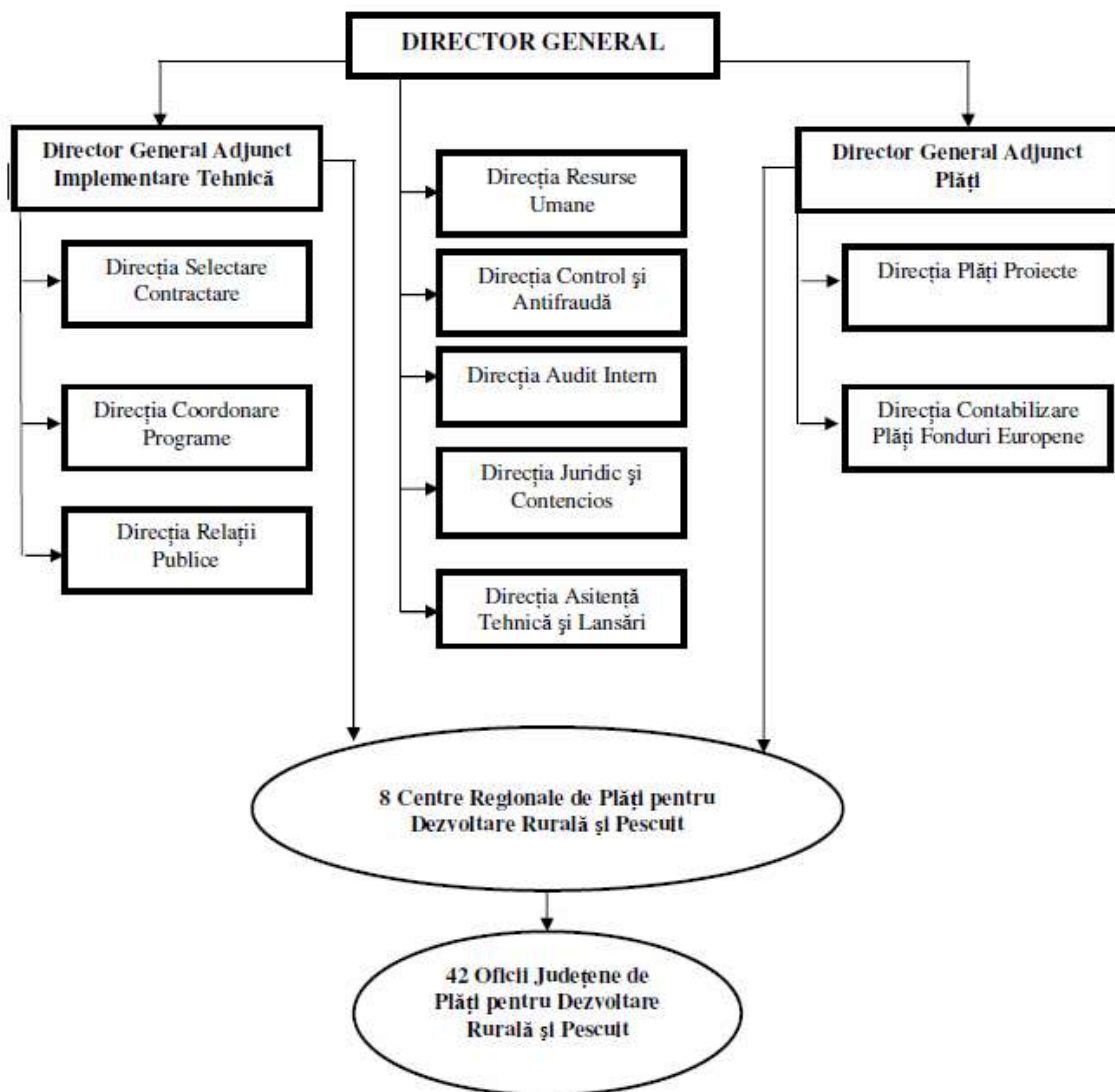 DIRECTOR GENERAL
Director General Adjunct
Implementare Tehnică
Direcția Selectare
Contractare
Direcția Coordonare
Programe
Direcția Relații
Publice
Direcția Resurse
Umane
Direcția Control şi
Antifraudă
Direcția Audit Intern
Direcția Juridic şi
Contencios
Direcția Asitență
Tehnică şi Lansări
Director General Adjunct
Plăți
Direcția Plăți Proiecte
Direcția Contabilizare
Plăți Fonduri Europene
8 Centre Regionale de Plăți pentru
Dezvoltare Rurală şi Pescuit
42 Oficii Județene de
Plăți pentru Dezvoltare
Rurală şi Pescuit